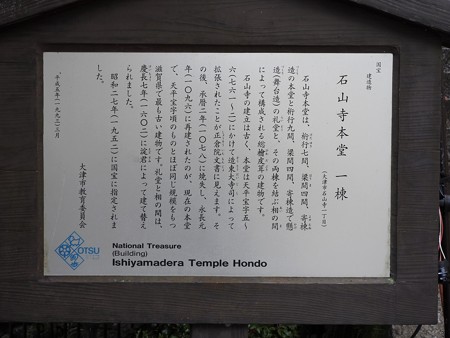 国宝
建造物
石山寺本堂 一棟
(大津市石山寺一丁目)
石山寺本堂は、桁行七間、梁間四間、寄棟
造の本堂と桁行九間、梁間四間、寄棟造で懸
造(舞台造)の礼堂と、その両棟を結ぶ相の間
によって構成される総檜皮茸の建物です。
石山寺の建立は古く、本堂は天平宝字五~
六(七六一~二)にかけて造東大寺司によって
拡張されたことが正倉院文書に見えます。そ
の後、承暦二年(一〇七八)に焼失し、永長元
年(一〇九六)に再建されたのが、現在の本堂
で、天平宝字頃のものとほぼ同じ規模をもつ
滋賀県で最も古い建物です。礼堂と相の間は、
慶長七年(一六〇二)に淀君によって建て替え
られました。
昭和二七年(一九五二)に国宝に指定されま
した。
平成五年(一九九三)三月
大津市教育委員会
OTSU
National Treasure
(Building)
Ishiyamadera Temple Hondo